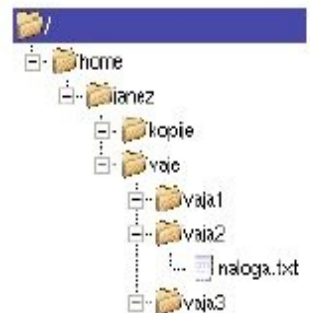 /
home
janez
kopije
vaje
vaja1
vaja2
naloga.txt
vaja3